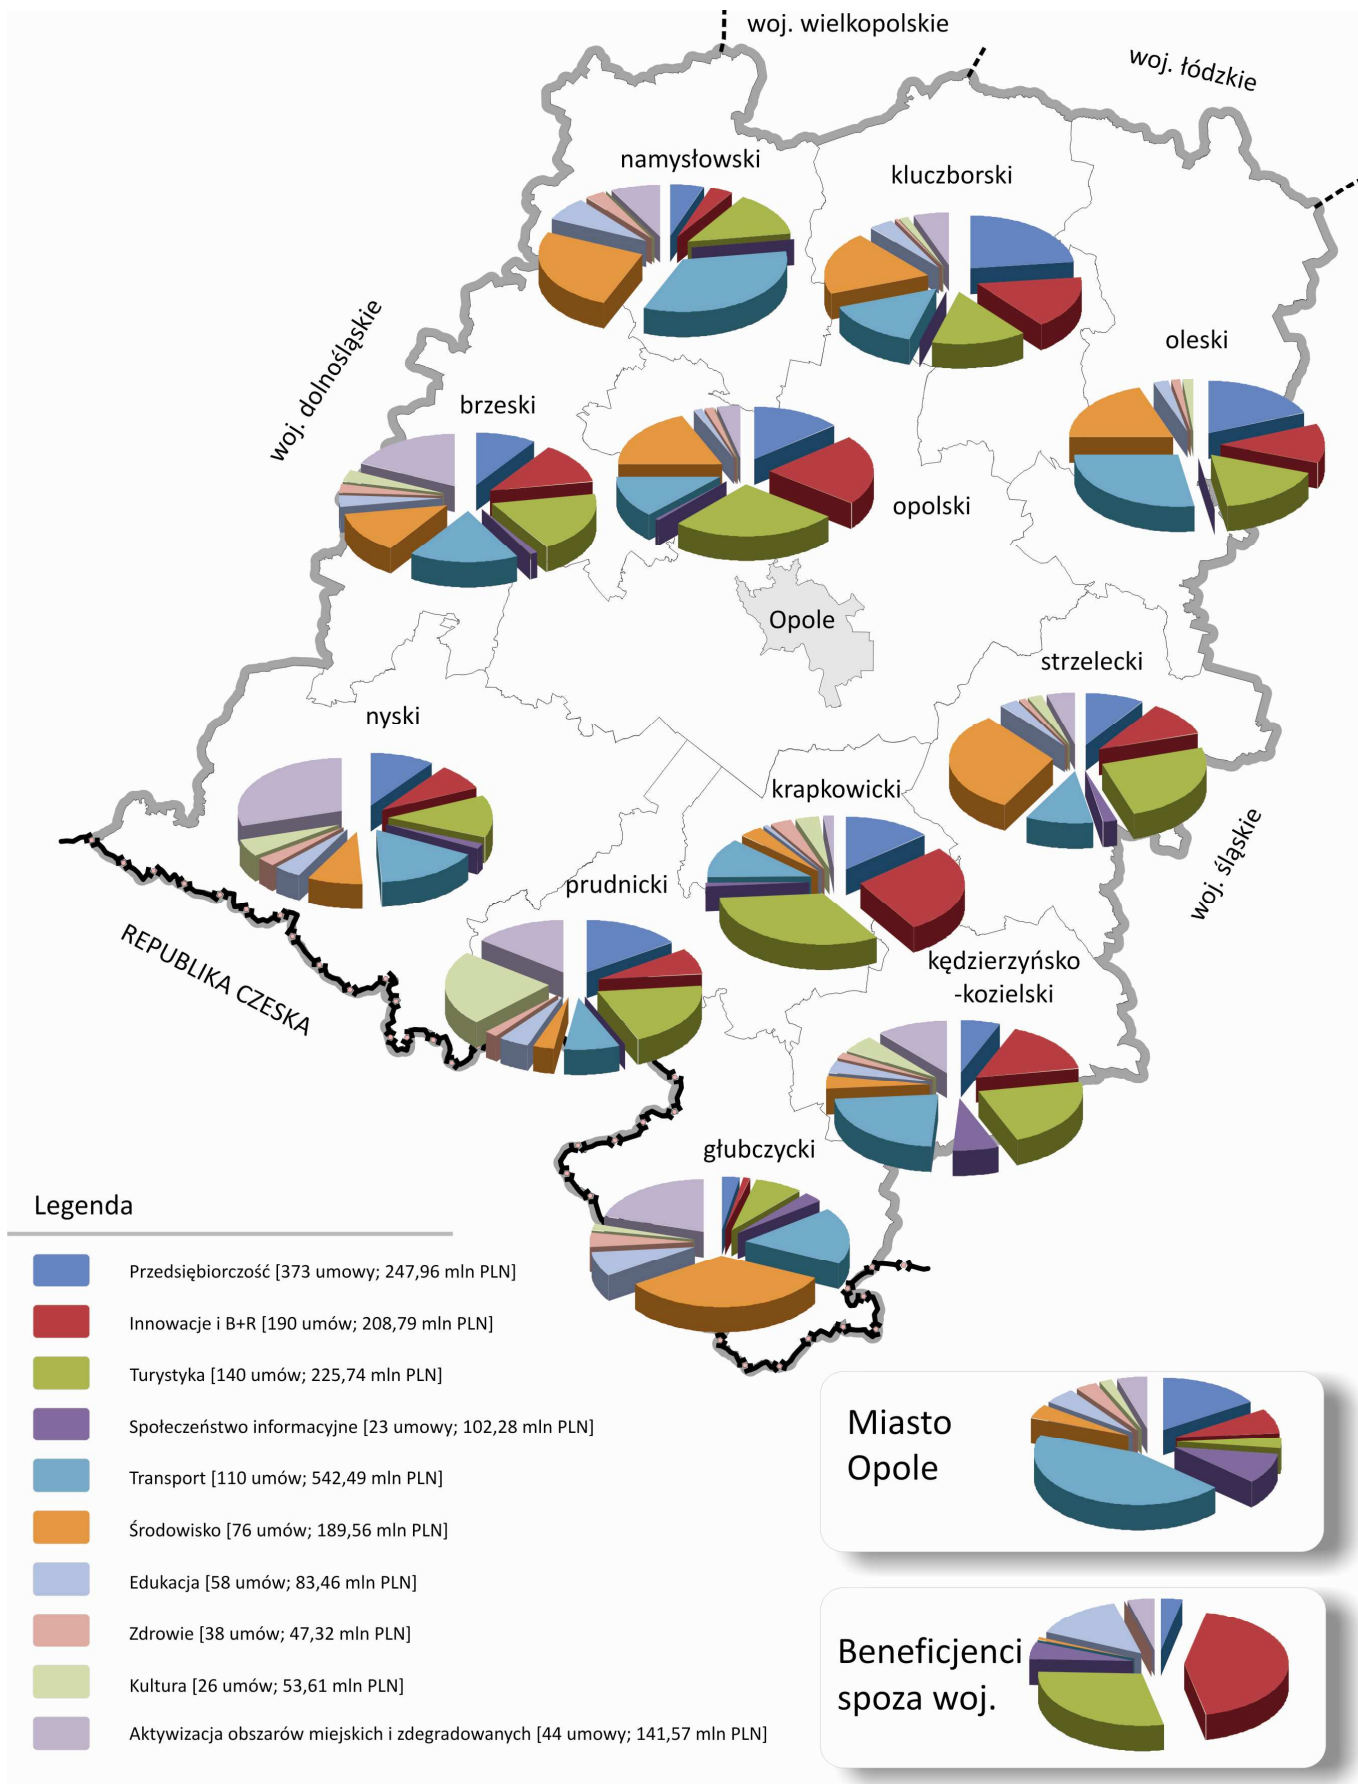 woj. wielkopolskie
woj. łódzkie
namysłowski
kluczborski
woj. dolnośląskie
oleski
brzeski
opolski
Opole
strzelecki
nyski
krapkowicki
woj. śląskie
prudnicki
REPUBLIKA CZESKA
kędzierzyńsko
-kozielski
głubczycki
Legenda
Przedsiębiorczość [373 umowy; 247,96 mln PLN]
Innowacje i B+R [190 umów; 208,79 mln PLN]
Turystyka [140 umów; 225,74 mln PLN]
Społeczeństwo informacyjne [23 umowy; 102,28 mln PLN]
Transport [110 umów; 542,49 mln PLN]
Środowisko [76 umów; 189,56 mln PLN]
Edukacja [58 umów; 83,46 mln PLN]
Zdrowie [38 umów; 47,32 mln PLN]
Kultura [26 umów; 53,61 mln PLN]
Aktywizacja obszarów miejskich i zdegradowanych [44 umowy; 141,57 mln PLN]
Miasto
Opole
Beneficjenci
spoza woj.